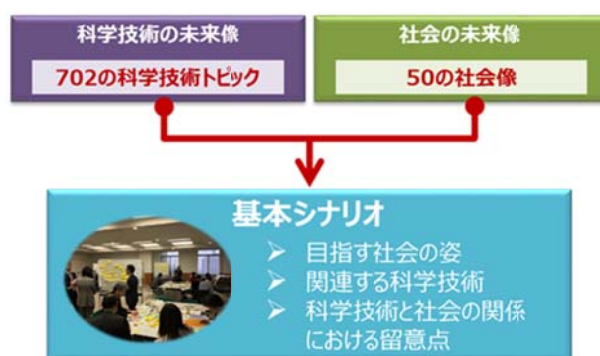 科学技術の未来像
702の科学技術トピック
社会の未来像
50の社会像
基本シナリオ
➢ 目指す社会の姿
➢ 関連する科学技術
➢ 科学技術と社会の関係
における留意点